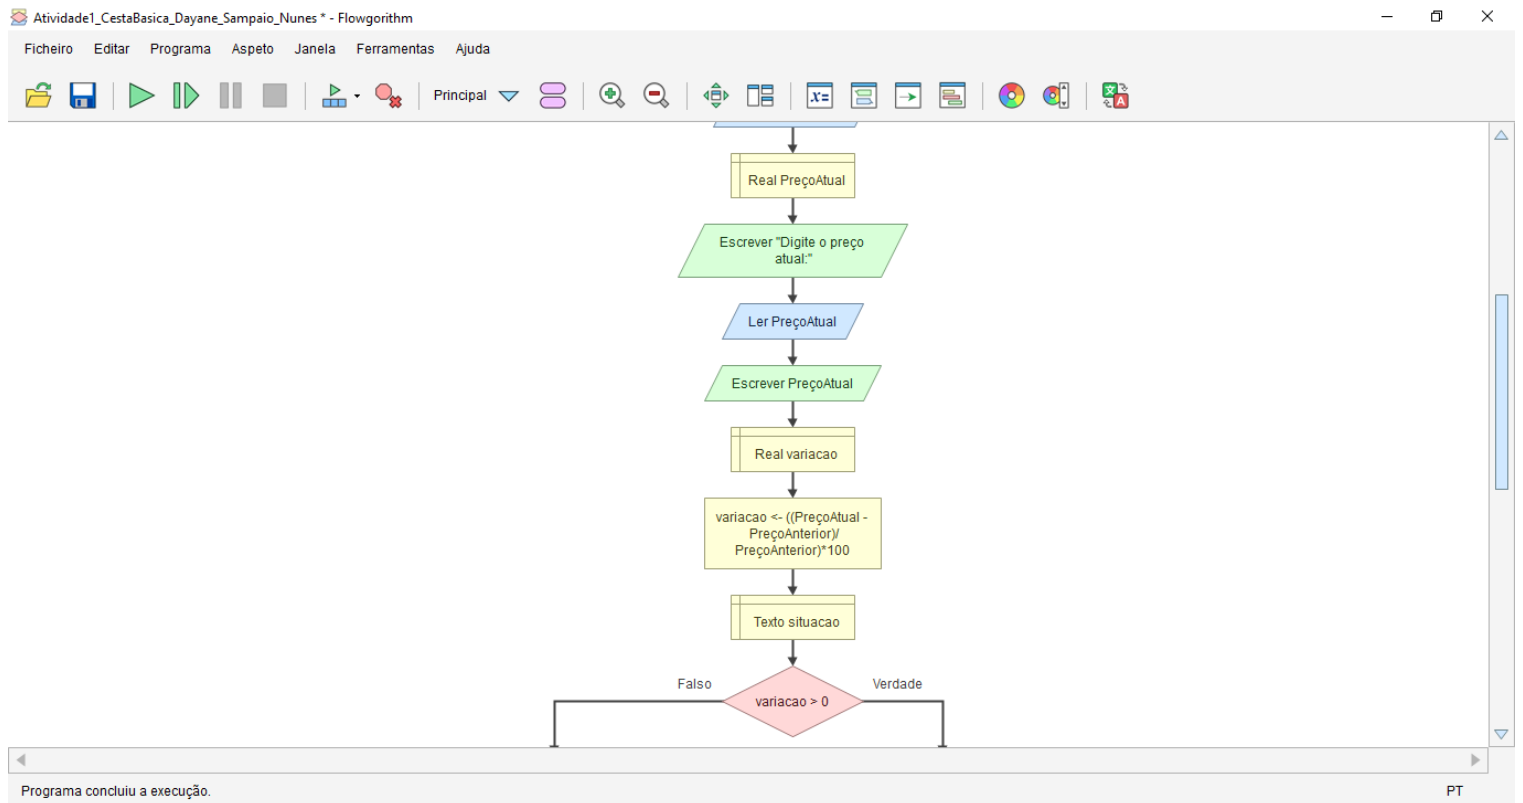 Atividade1_CestaBasica_Dayane_Sampaio_Nunes * - Flowgorithm
Ficheiro Editar Programa Aspeto Janela Ferramentas Ajuda
Principal
x=
文
A
Real PreçoAtual
Escrever "Digite o preço
atual:"
Ler PreçoAtual
Escrever PreçoAtual
Real variacao
variacao <- ((PreçoAtual -
PreçoAnterior)/
PreçoAnterior)*100
Texto situacao
Falso
Verdade
variacao > 0
Programa concluiu a execução.
PT